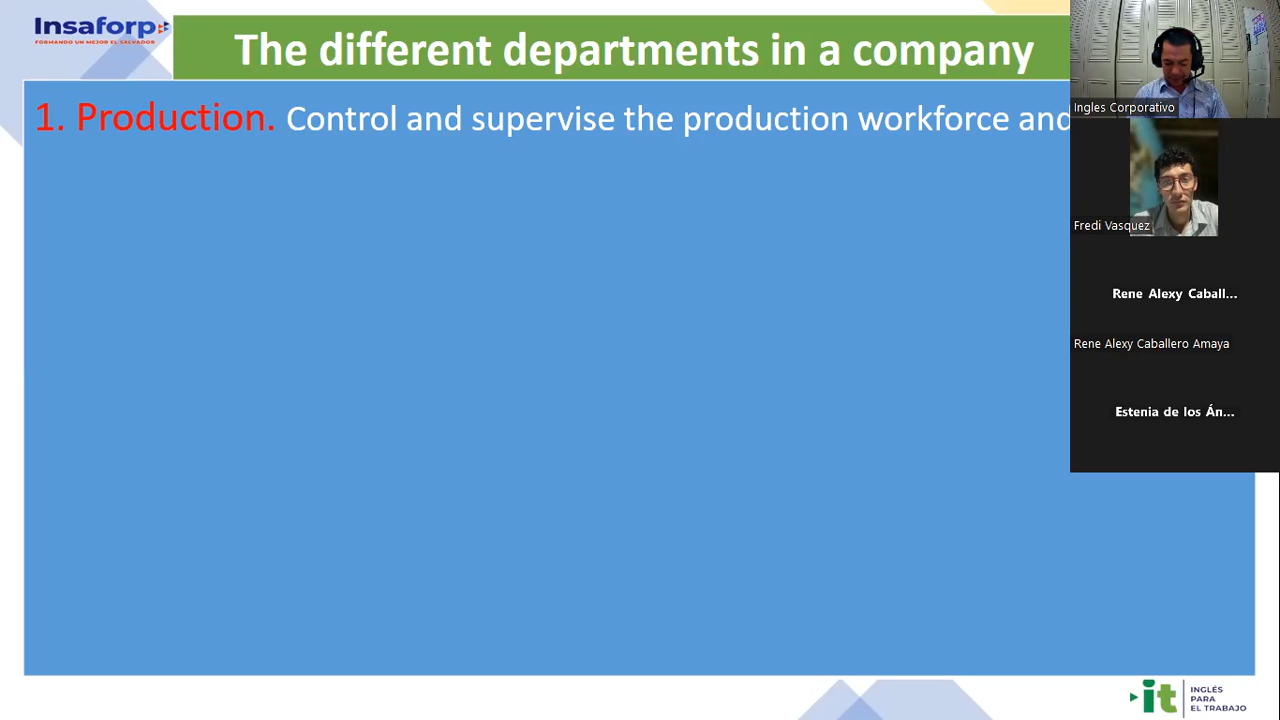 Insaforp
FORMANDO UN MEJOR EL SALVADOR
The different departments in a company
1. Production. Control and supervise the production workforce and
Ingles Corporativo
Fredi Vasquez
Rene Alexy Caball...
Rene Alexy Caballero Amaya
Estenia de los Án...
it
INGLÉS
PARA
EL TRABAJO